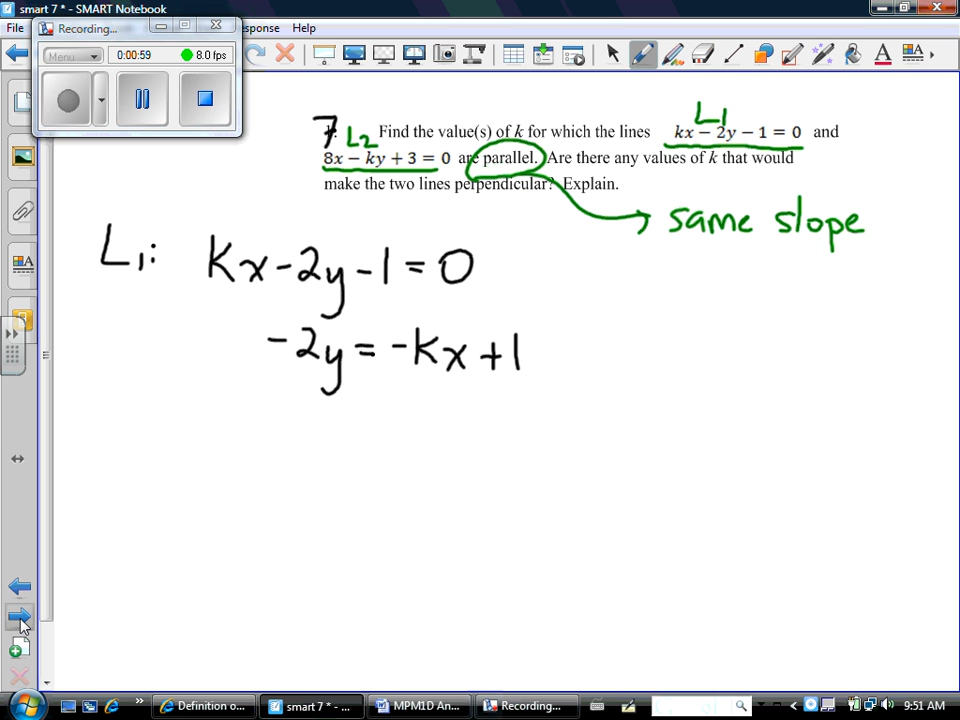 smart 7 * - SMART Notebook
File
Recording...
esponse
Help
Menu
0:00:59
8.0 fps
7
L2
L1
Find the value(s) of k for which the lines kx − 2y − 1 = 0 and
8x − ky + 3 = 0 are parallel. Are there any values of k that would
make the two lines perpendicular? Explain.
same slope
L1: kx - 2y - 1 = 0
-2y = -kx + 1
Definition o...
smart 7 * - ...
MPM1D An...
Recording...
9:51 AM